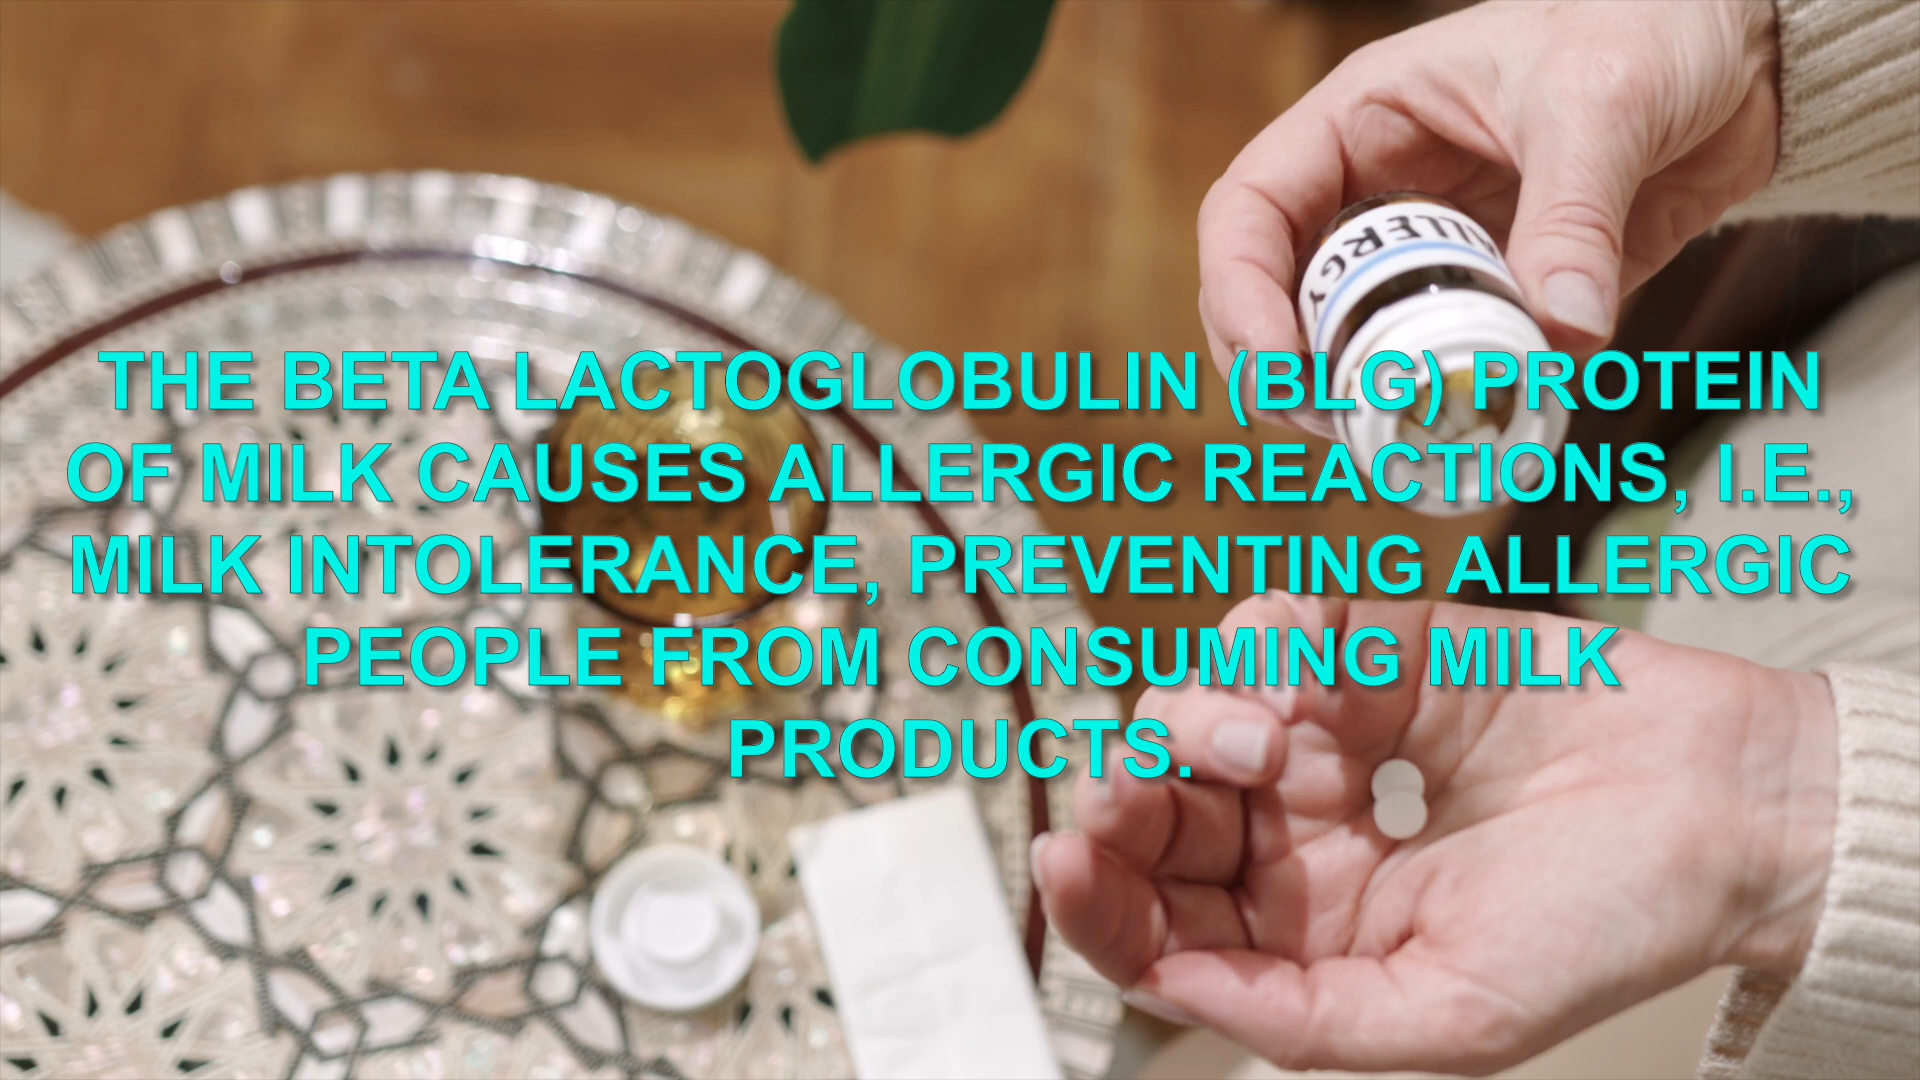 ALLERGY
THE BETA LACTOGLOBULIN (BLG) PROTEIN
OF MILK CAUSES ALLERGIC REACTIONS, I.E.,
MILK INTOLERANCE, PREVENTING ALLERGIC
PEOPLE FROM CONSUMING MILK
PRODUCTS.